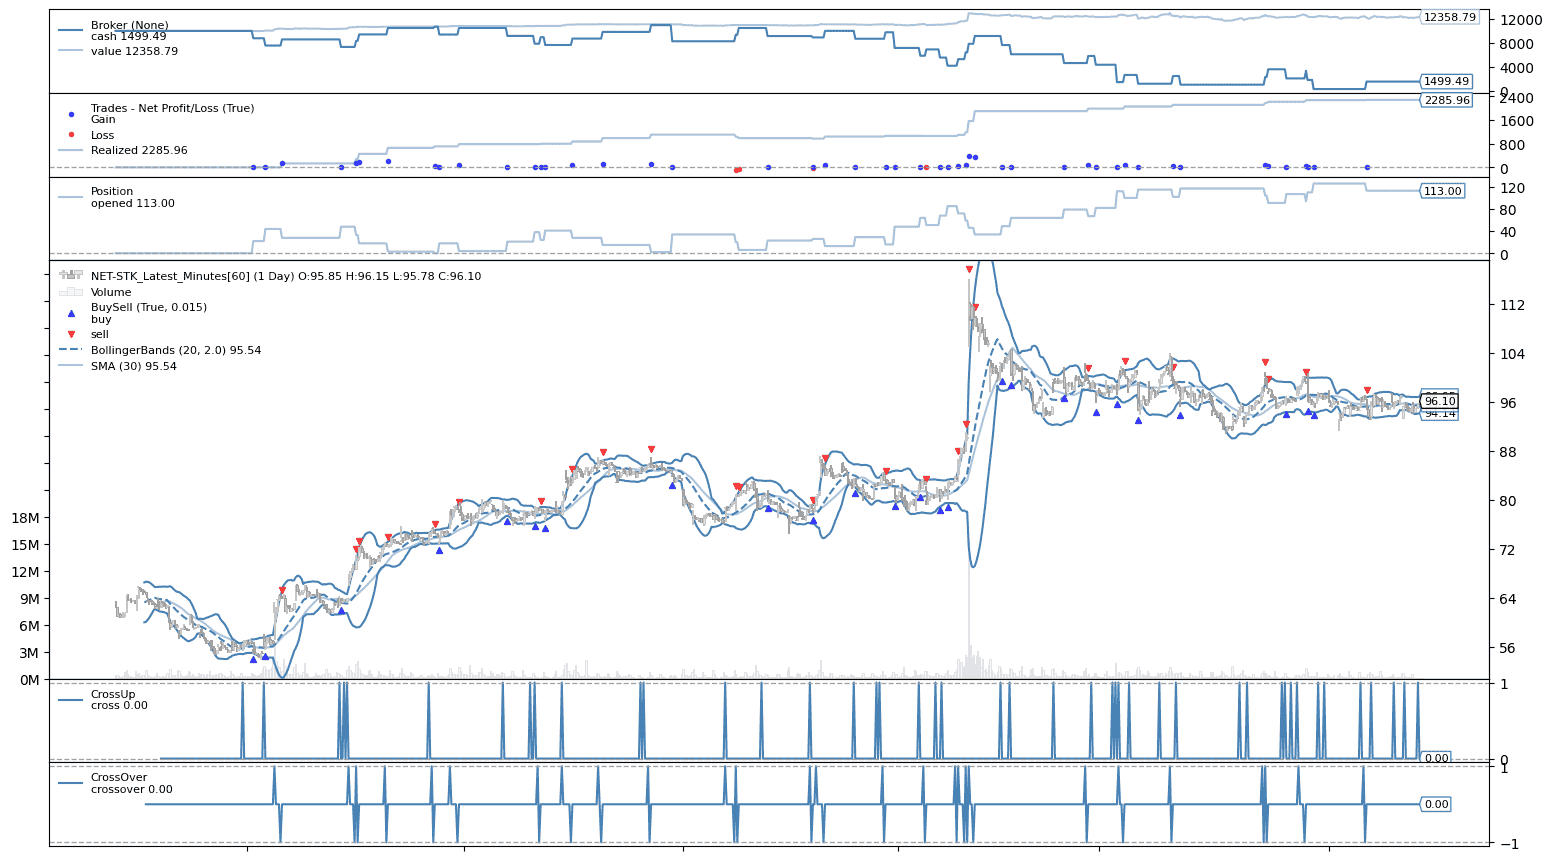 Broker (None)
cash 1499.49
value 12358.79
12358.79
1499.49
12000
8000
4000
0
Trades - Net Profit/Loss (True)
Gain
Loss
Realized 2285.96
2285.96
2400
1600
800
0
Position
opened 113.00
113.00
120
80
40
0
NET-STK_Latest_Minutes[60] (1 Day) O:95.85 H:96.15 L:95.78 C:96.10
Volume
BuySell (True, 0.015)
buy
sell
BollingerBands (20, 2.0) 95.54
SMA (30) 95.54
112
104
96
88
80
72
64
56
96.10
94.14
18M
15M
12M
9M
6M
3M
0M
CrossUp
cross 0.00
1
0
0.00
CrossOver
crossover 0.00
1
0.00
−1